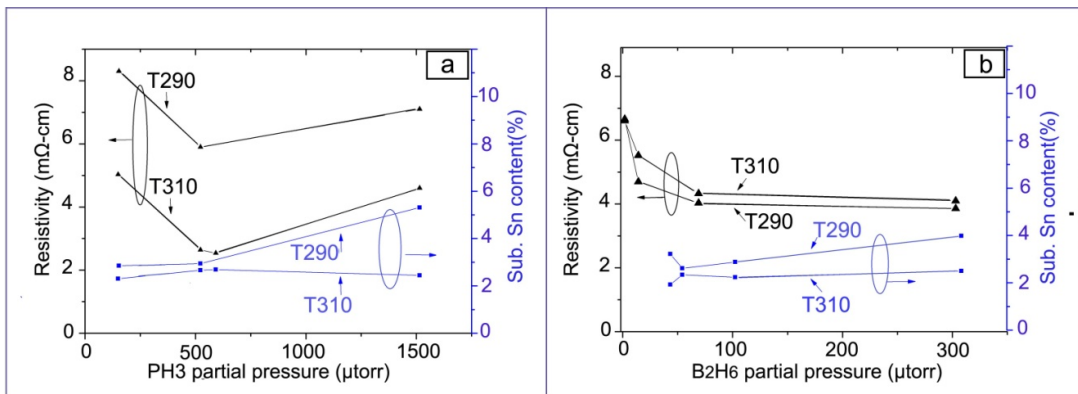 a
Resistivity (mΩ-cm)
8
6
4
2
0
T290
T310
T290
T310
10
8
6
4
2
0
Sub. Sn content(%)
0
500
1000
1500
PH3 partial pressure (µtorr)
b
Resistivity (mΩ-cm)
8
6
4
2
0
T310
T290
T290
T310
10
8
6
4
2
0
Sub. Sn content(%)
0
100
200
300
B2H6 partial pressure (µtorr)